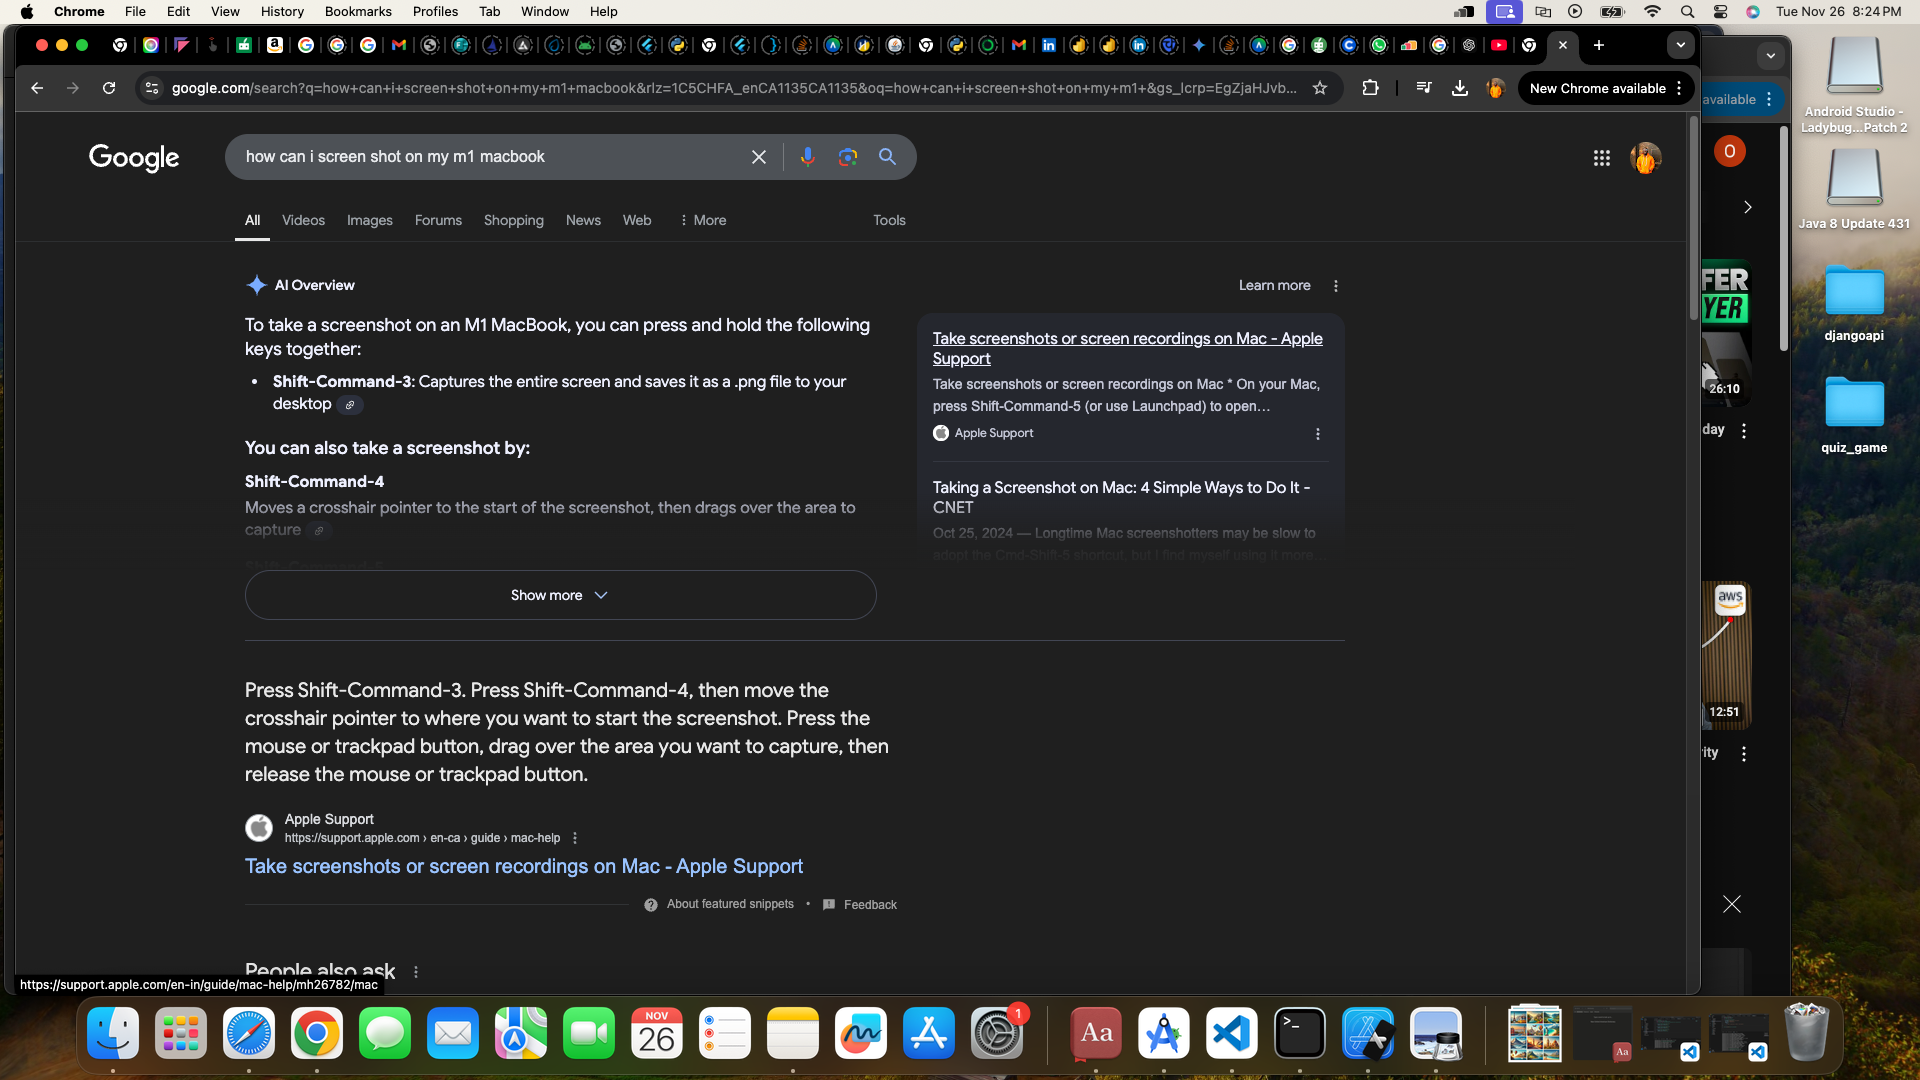 Chrome File Edit View History Bookmarks Profiles Tab Window Help
Tue Nov 26 8:24 PM
google.com/search?q=how+can+i+screen+shot+on+my+m1+macbook&rlz=1C5CHFA_enCA1135CA1135&oq=how+can+i+screen+shot+on+my+m1+&gs_lcrp=EgZjaHJvb...
New Chrome available
available
Google
how can i screen shot on my m1 macbook
O
All Videos Images Forums Shopping News Web More Tools
AI Overview
Learn more
To take a screenshot on an M1 MacBook, you can press and hold the following
keys together:
• Shift-Command-3: Captures the entire screen and saves it as a .png file to your
desktop
You can also take a screenshot by:
Shift-Command-4
Moves a crosshair pointer to the start of the screenshot, then drags over the area to
capture
Shift-Command-5
Show more
Take screenshots or screen recordings on Mac - Apple
Support
Take screenshots or screen recordings on Mac * On your Mac,
press Shift-Command-5 (or use Launchpad) to open…
Apple Support
Taking a Screenshot on Mac: 4 Simple Ways to Do It -
CNET
Oct 25, 2024 — Longtime Mac screenshotters may be slow to
adopt the Cmd-Shift-5 shortcut, but I find myself using it more…
Press Shift-Command-3. Press Shift-Command-4, then move the
crosshair pointer to where you want to start the screenshot. Press the
mouse or trackpad button, drag over the area you want to capture, then
release the mouse or trackpad button.
Apple Support
https://support.apple.com › en-ca › guide › mac-help
Take screenshots or screen recordings on Mac - Apple Support
About featured snippets • Feedback
People also ask
https://support.apple.com/en-in/guide/mac-help/mh26782/mac
FER
YER
26:10
day
aws
12:51
ity
Android Studio -
Ladybug...Patch 2
Java 8 Update 431
djangoapi
quiz_game
NOV
26
1
Aa
>_
Aa